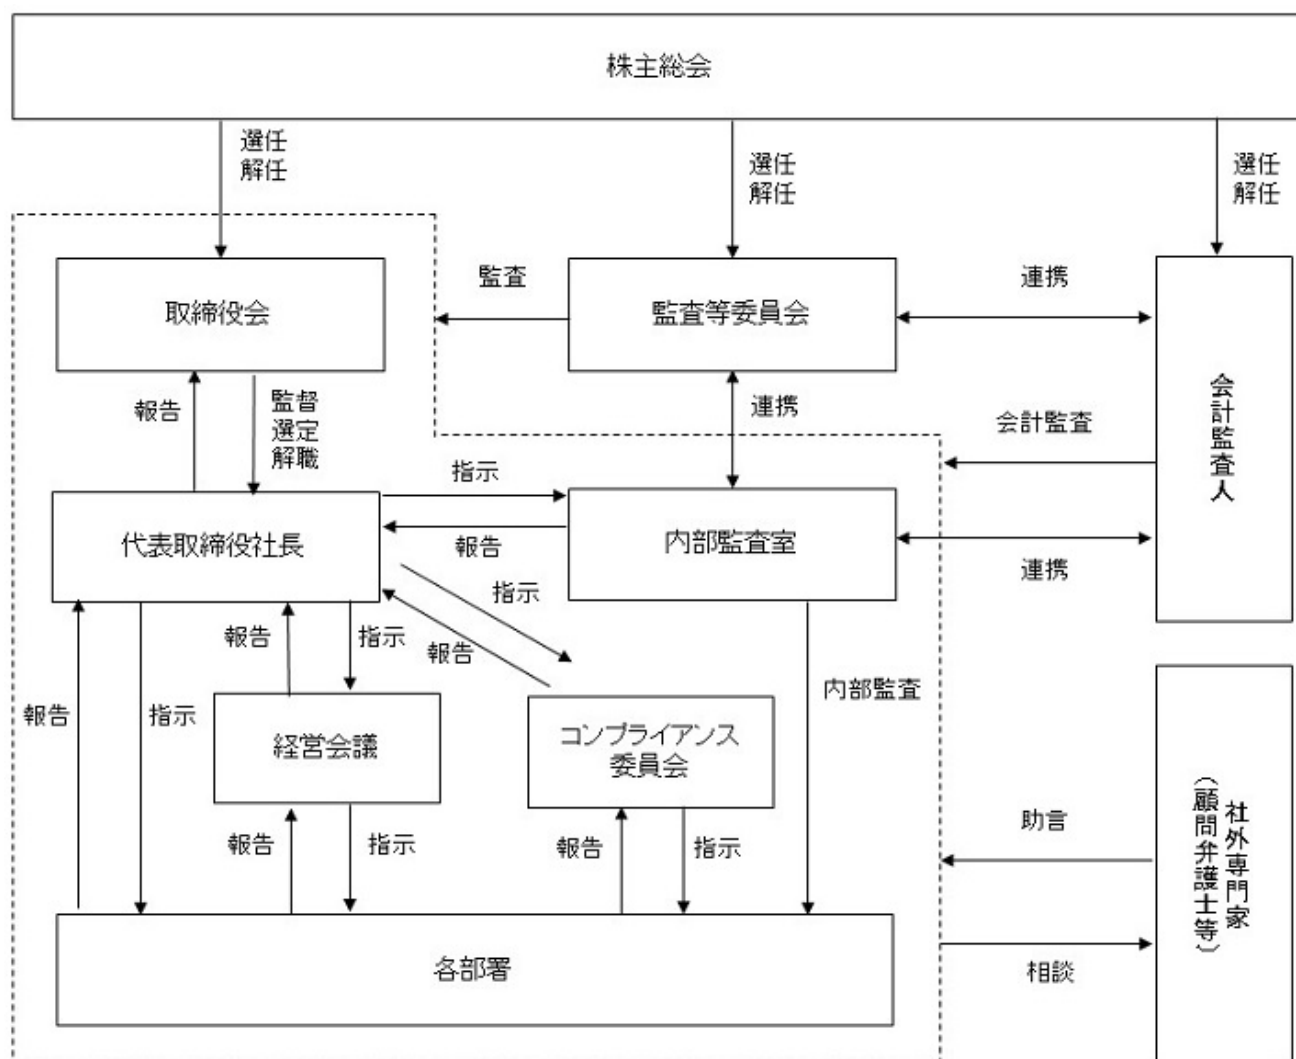 株主総会
選任
解任
選任
解任
選任
解任
取締役会
監査
監査等委員会
連携
会計監査人
報告
監督
選定
解職
連携
会計監査
指示
代表取締役社長
報告
内部監査室
連携
指示
報告
報告
指示
報告
指示
内部監査
経営会議
コンプライアンス
委員会
報告
指示
報告
指示
助言
社外専門家
（顧問弁護士等）
各部署
相談